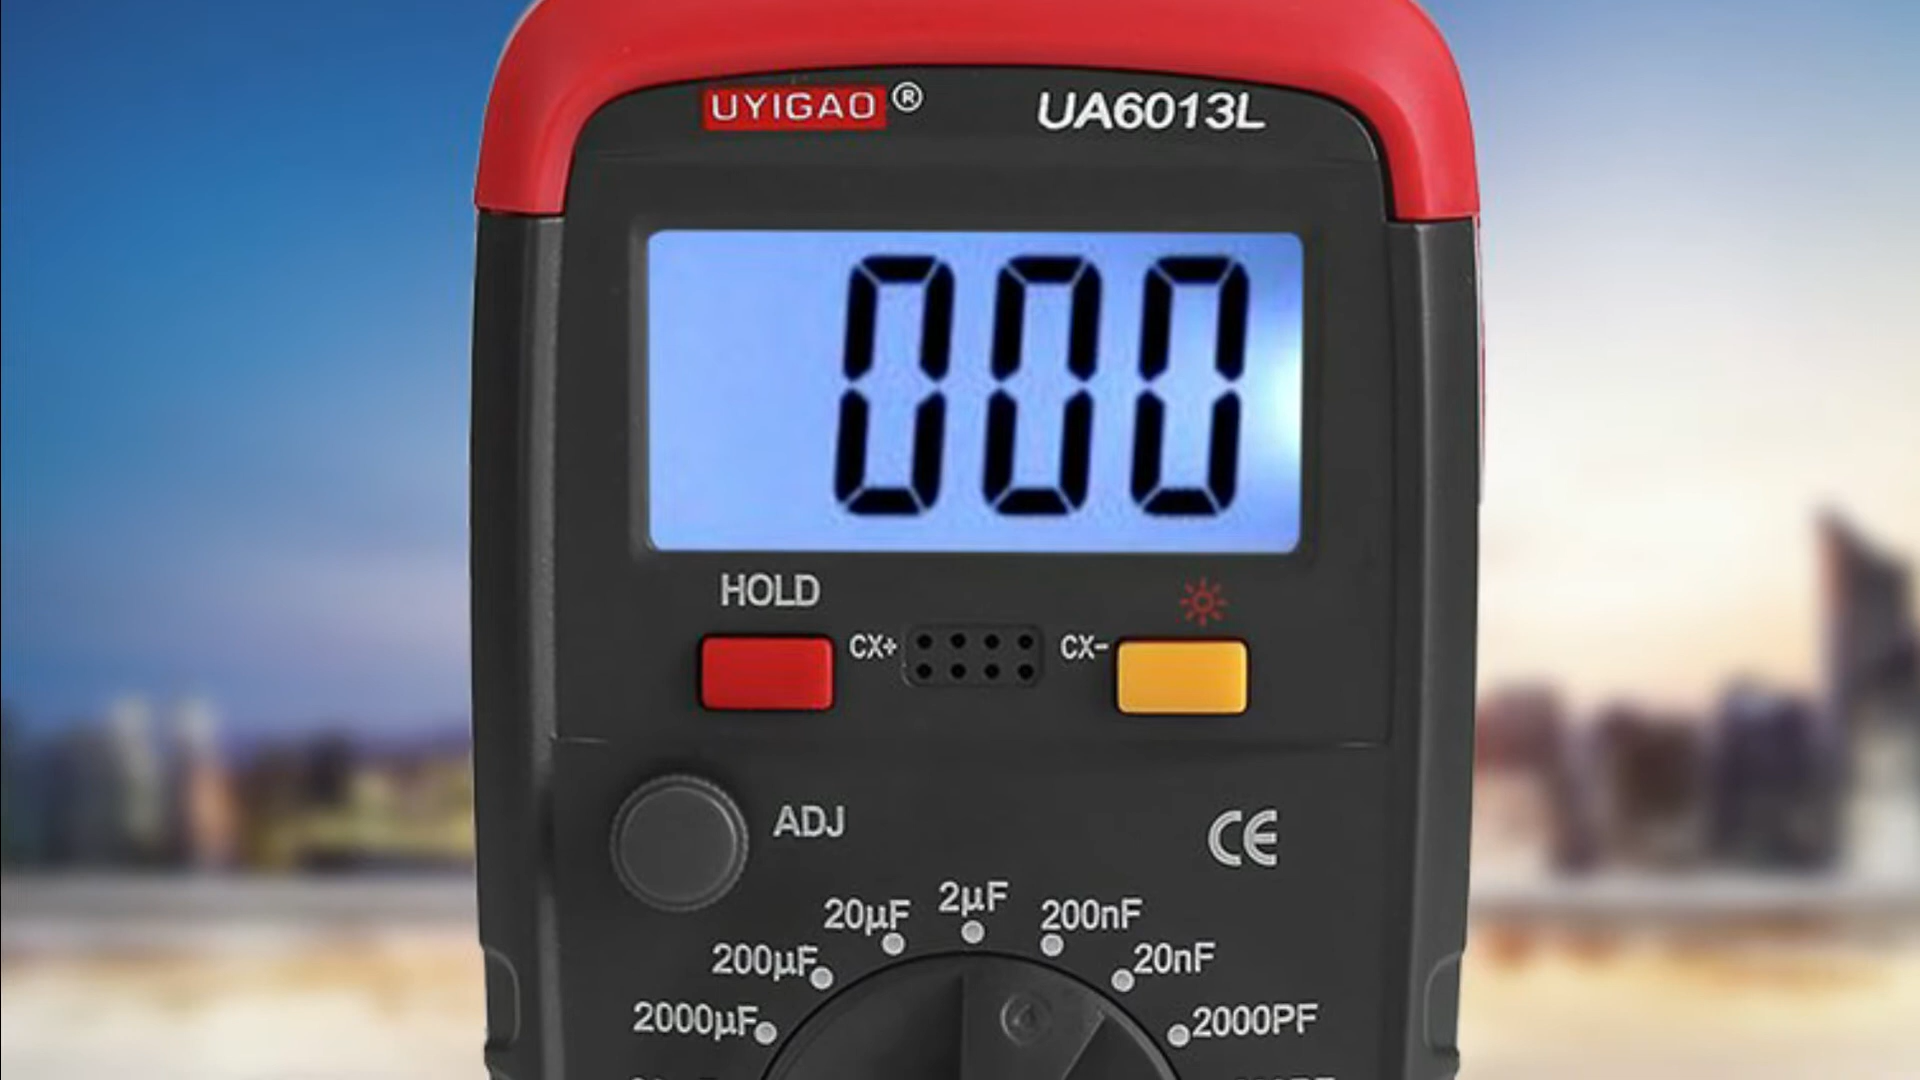 UYIGAO ®
UA6013L
000
HOLD
CX+
CX-
ADJ
CE
20µF
2µF
200nF
200µF
20nF
2000µF
2000PF